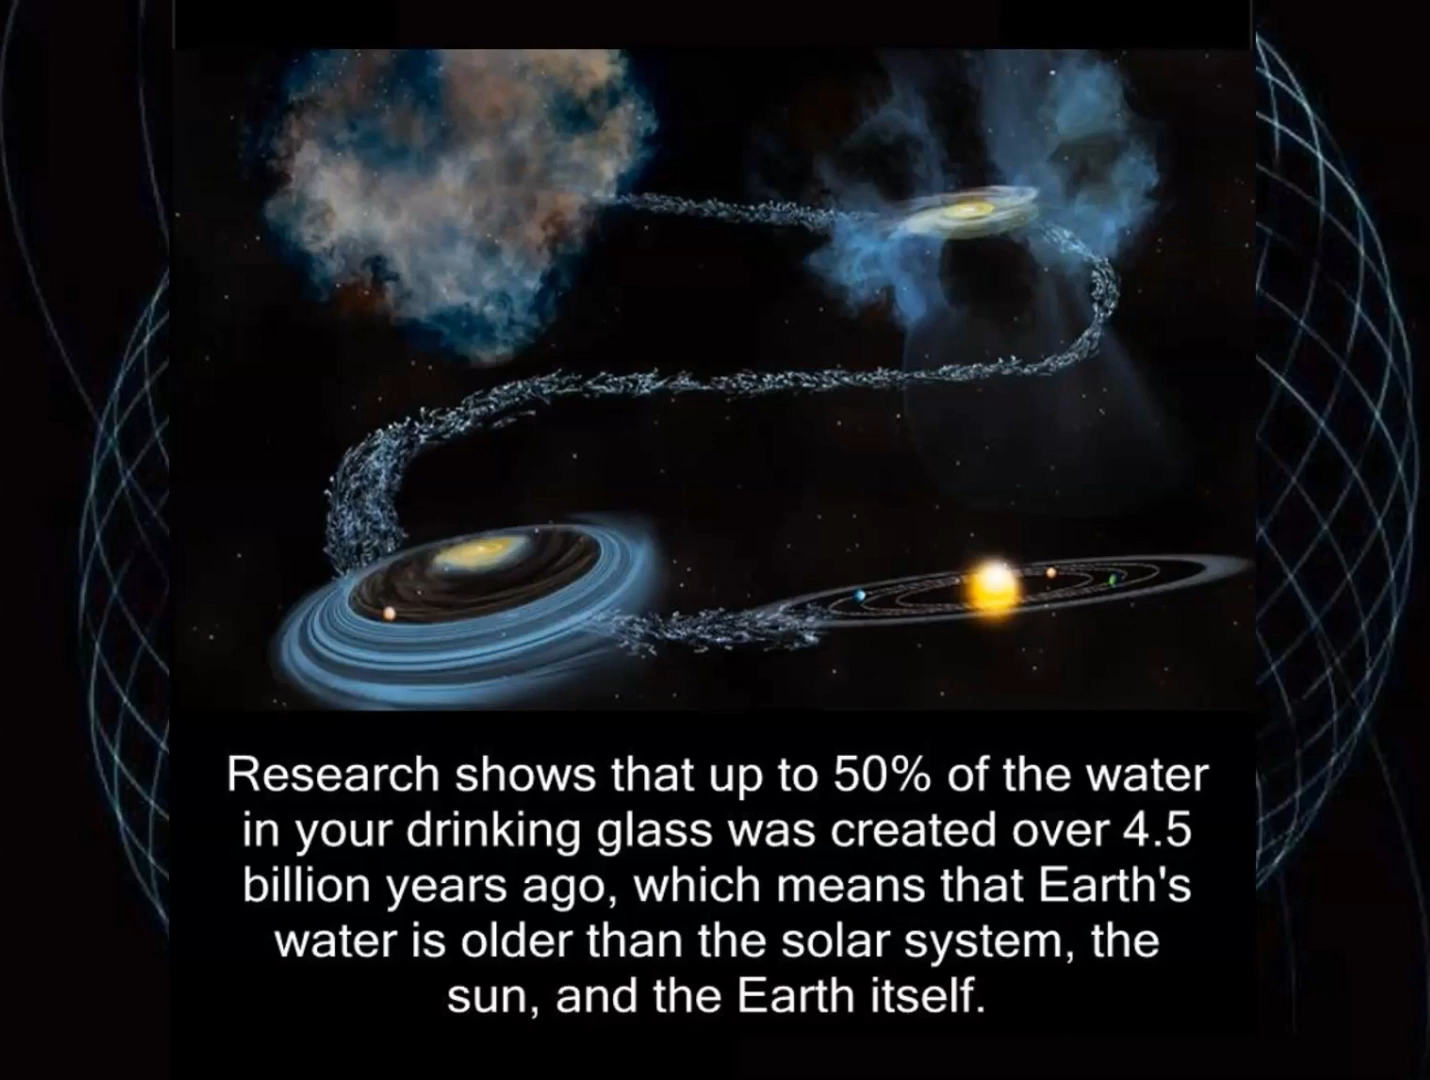 Research shows that up to 50% of the water
in your drinking glass was created over 4.5
billion years ago, which means that Earth's
water is older than the solar system, the
sun, and the Earth itself.